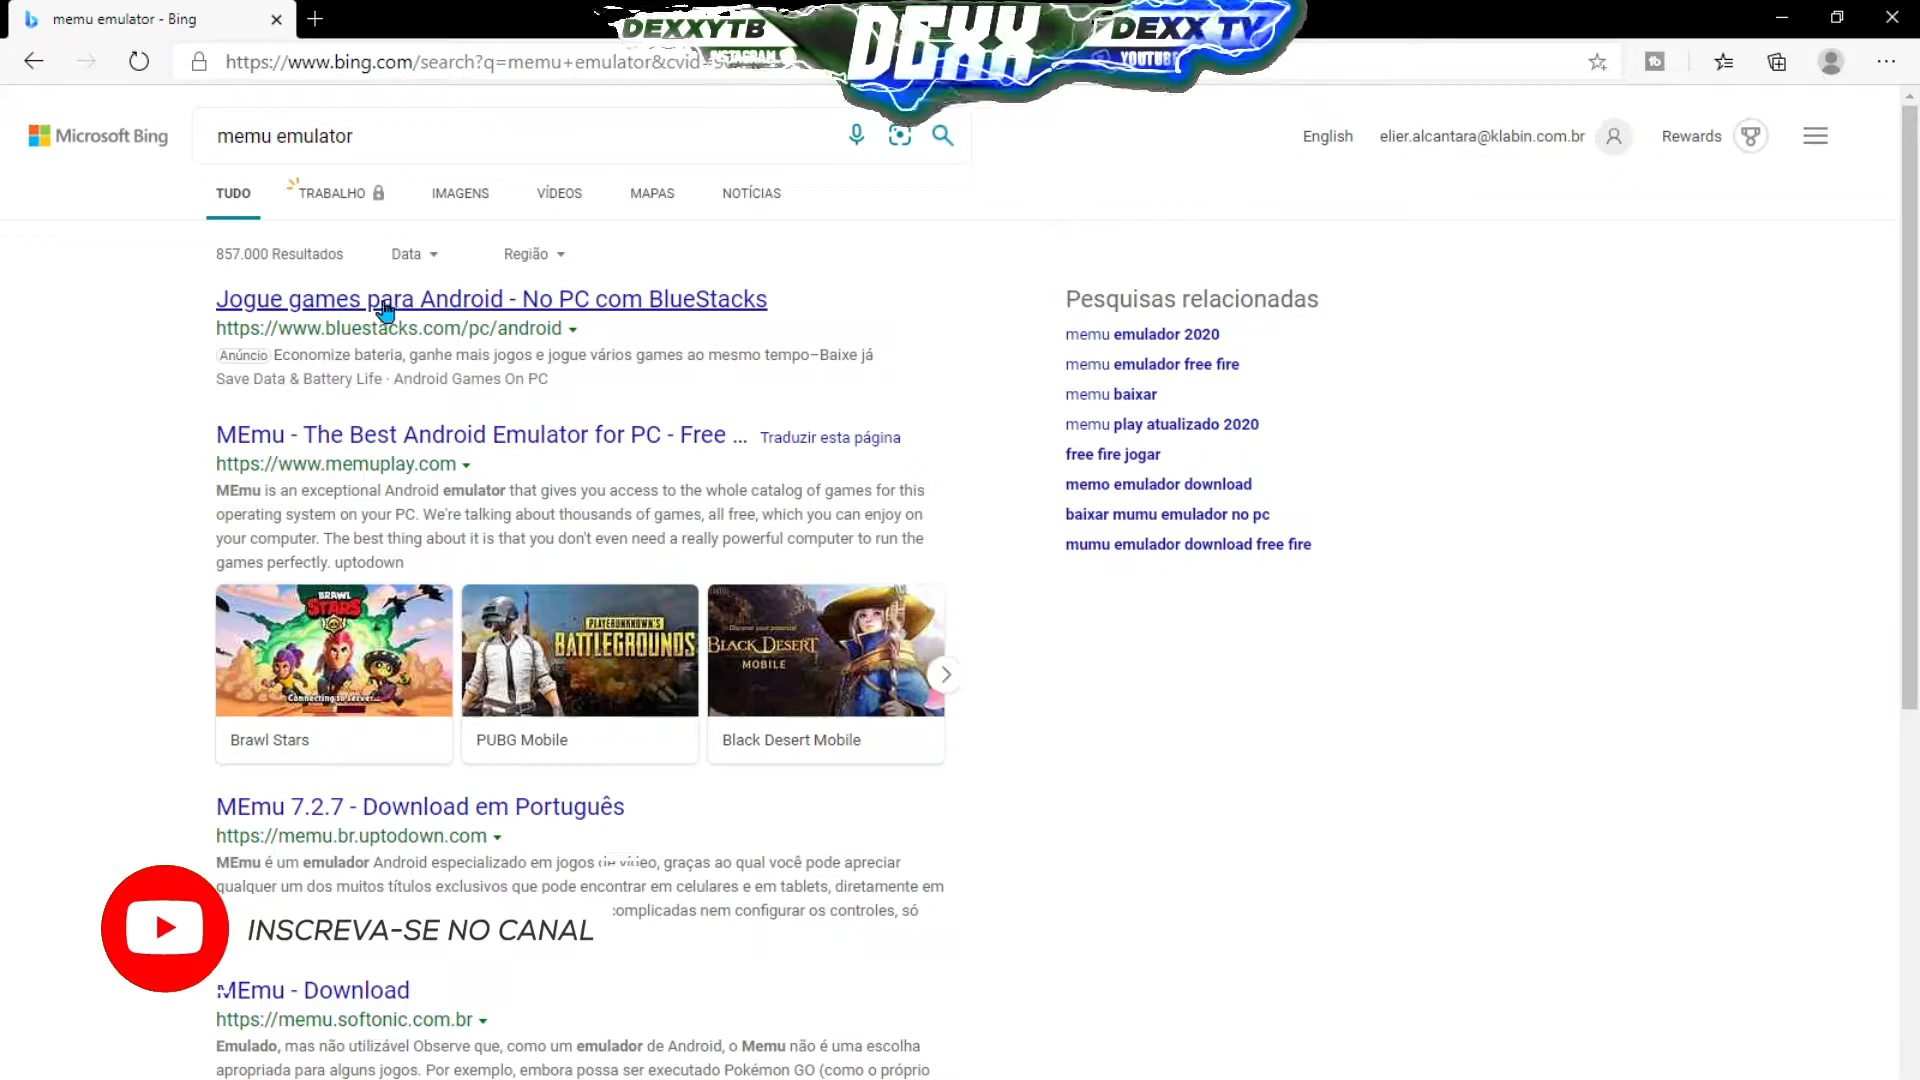 memu emulator - Bing
DEXXYTB
INSTAGRAM
DEXX
DEXX TV
YOUTUBE
https://www.bing.com/search?q=memu+emulator&cvid=
Microsoft Bing
memu emulator
English
elier.alcantara@klabin.com.br
Rewards
TUDO
TRABALHO
IMAGENS
VÍDEOS
MAPAS
NOTÍCIAS
857.000 Resultados
Data
Região
Jogue games para Android - No PC com BlueStacks
https://www.bluestacks.com/pc/android
Anúncio Economize bateria, ganhe mais jogos e jogue vários games ao mesmo tempo–Baixe já
Save Data & Battery Life · Android Games On PC
MEmu - The Best Android Emulator for PC - Free ... Traduzir esta página
https://www.memuplay.com
MEmu is an exceptional Android emulator that gives you access to the whole catalog of games for this
operating system on your PC. We're talking about thousands of games, all free, which you can enjoy on
your computer. The best thing about it is that you don't even need a really powerful computer to run the
games perfectly. uptodown
BRAWL
STARS
Connecting to server...
PLAYERUNKNOWN'S
BATTLEGROUNDS
BLACK DESERT
MOBILE
Brawl Stars
PUBG Mobile
Black Desert Mobile
MEmu 7.2.7 - Download em Português
https://memu.br.uptodown.com
MEmu é um emulador Android especializado em jogos de vídeo, graças ao qual você pode apreciar
qualquer um dos muitos títulos exclusivos que pode encontrar em celulares e em tablets, diretamente em
complicadas nem configurar os controles, só
INSCREVA-SE NO CANAL
MEmu - Download
https://memu.softonic.com.br
Emulado, mas não utilizável Observe que, como um emulador de Android, o Memu não é uma escolha
apropriada para alguns jogos. Por exemplo, embora possa ser executado Pokémon GO (como o próprio
Pesquisas relacionadas
memu emulador 2020
memu emulador free fire
memu baixar
memu play atualizado 2020
free fire jogar
memo emulador download
baixar mumu emulador no pc
mumu emulador download free fire